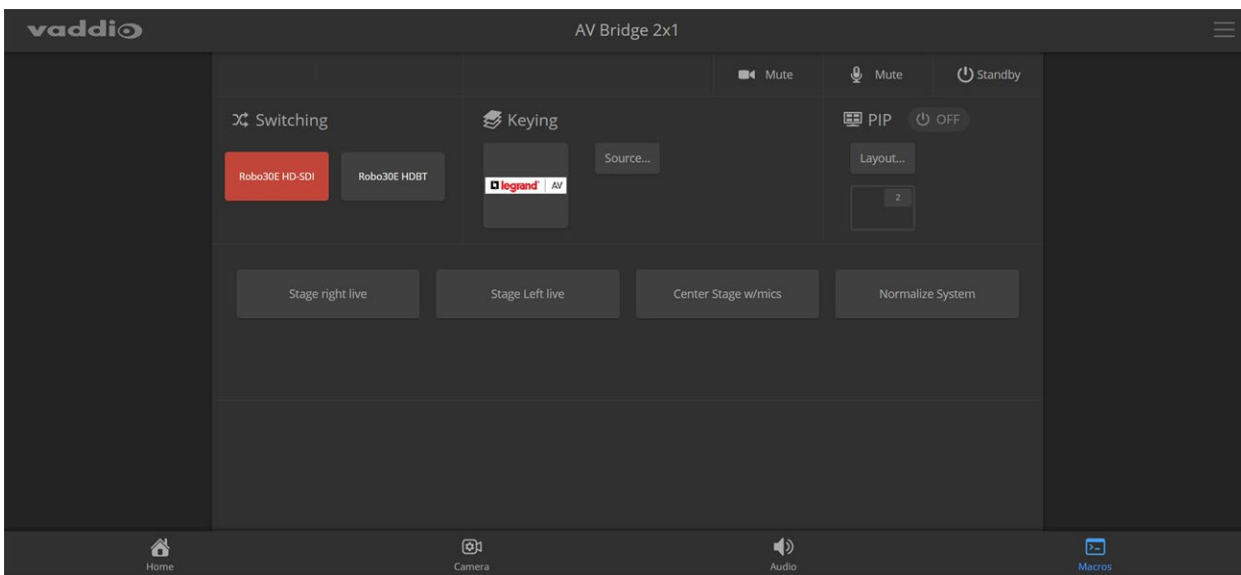 vaddio
AV Bridge 2x1
Mute
Mute
Standby
Switching
Keying
PIP
OFF
Robo30E HD-SDI
Robo30E HDBT
legrand® AV
Source...
Layout...
2
Stage right live
Stage Left live
Center Stage w/mics
Normalize System
Home
Camera
Audio
Macros